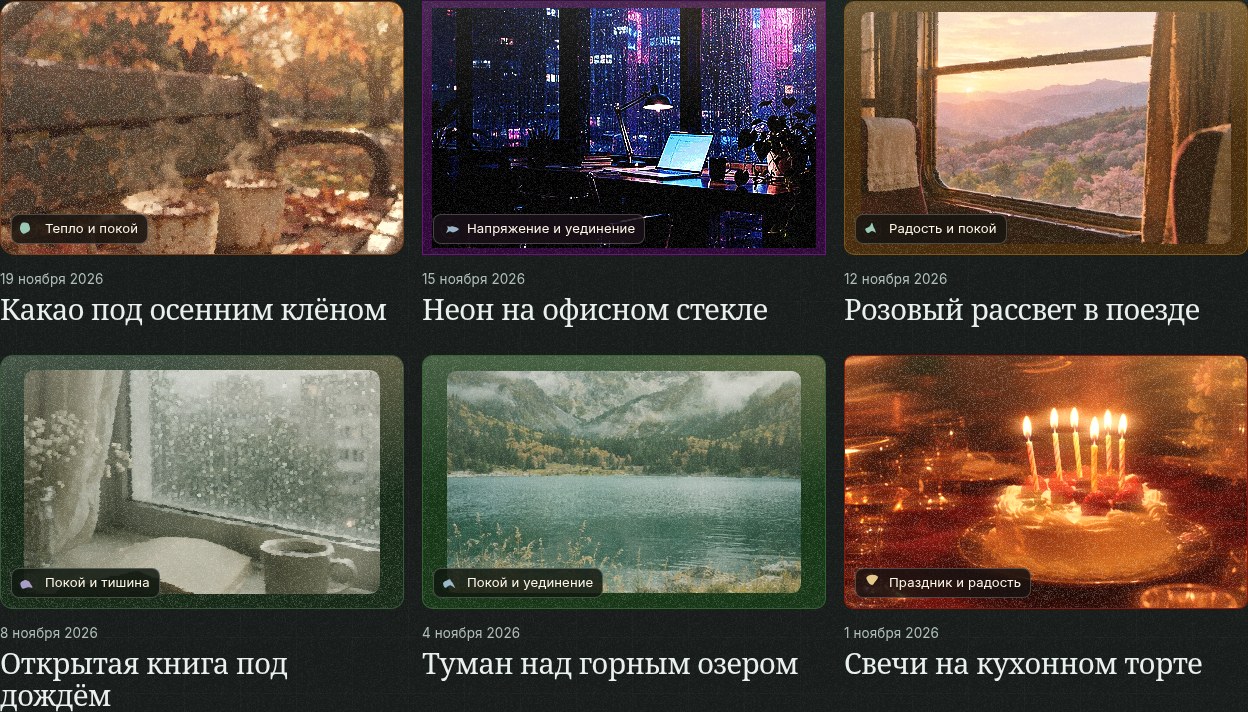 Тепло и покой
Напряжение и уединение
Радость и покой
19 ноября 2026
15 ноября 2026
12 ноября 2026
Какао под осенним клёном
Неон на офисном стекле
Розовый рассвет в поезде
Покой и тишина
Покой и уединение
Праздник и радость
8 ноября 2026
4 ноября 2026
1 ноября 2026
Открытая книга под
дождём
Туман над горным озером
Свечи на кухонном торте